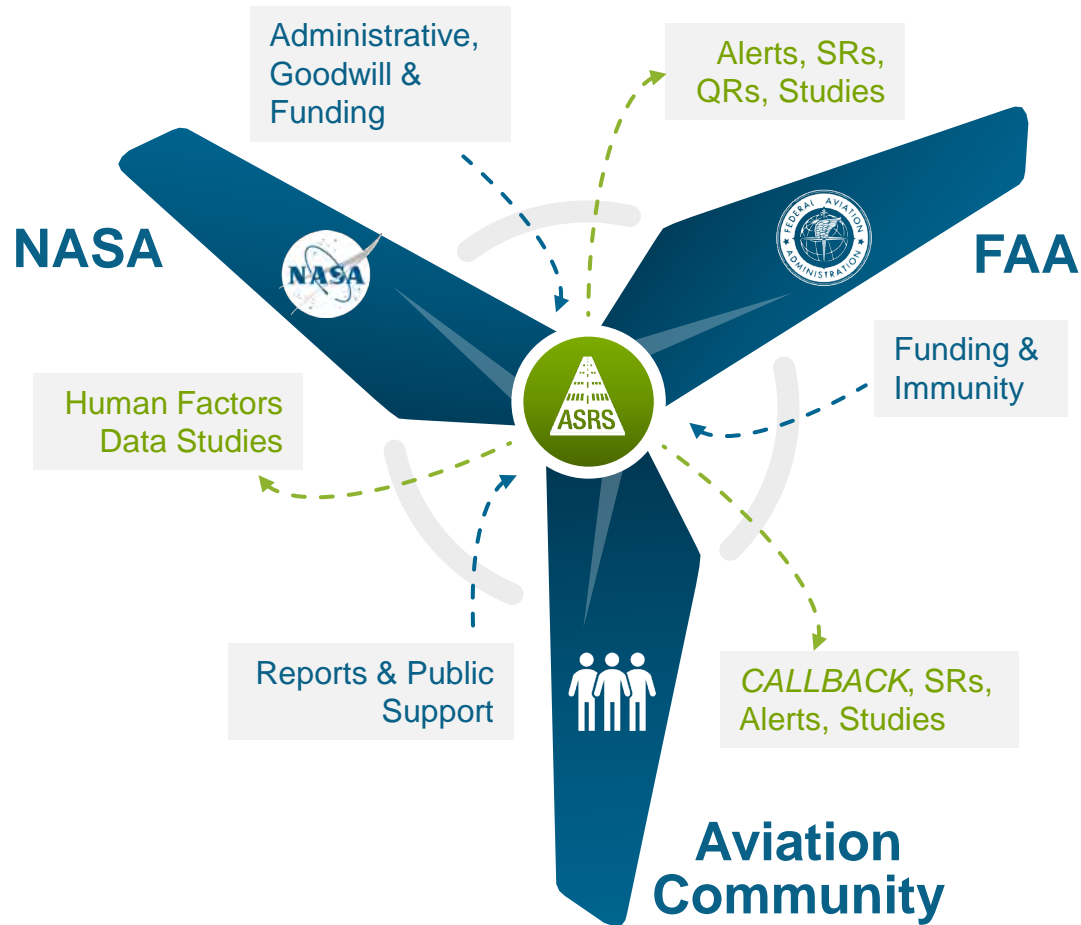 Administrative,
Goodwill &
Funding
Alerts, SRs,
QRs, Studies
NASA
NASA
FEDERAL AVIATION
ADMINISTRATION
FAA
Funding &
Immunity
Human Factors
Data Studies
ASRS
Reports & Public
Support
CALLBACK, SRs,
Alerts, Studies
Aviation
Community